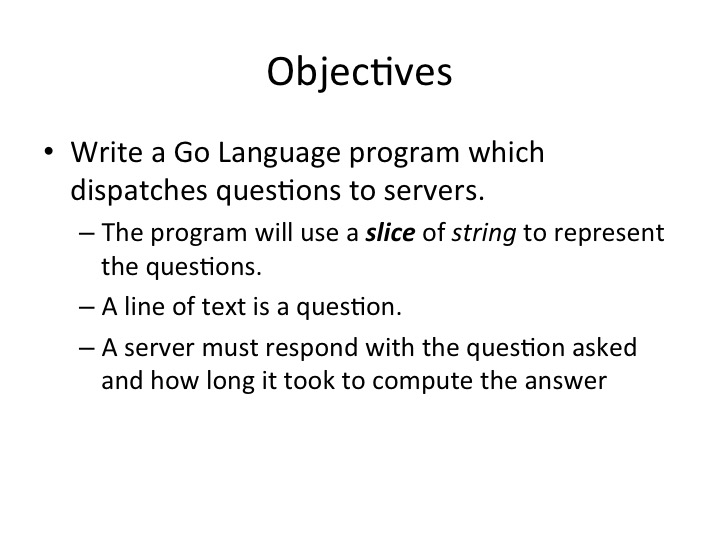 Objectives
• Write a Go Language program which
dispatches questions to servers.
– The program will use a slice of string to represent
the questions.
– A line of text is a question.
– A server must respond with the question asked
and how long it took to compute the answer